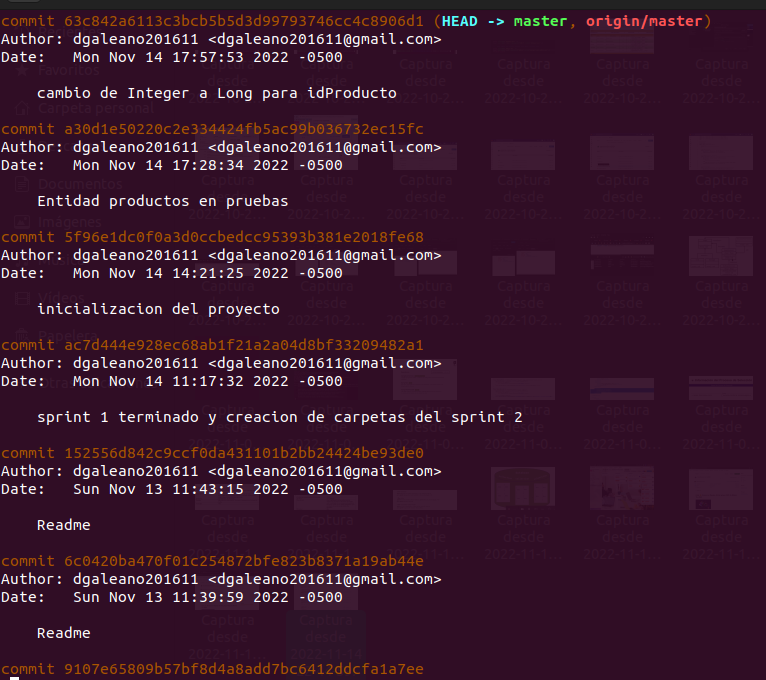 commit 63c842a6113c3bcb5b5d3d99793746cc4c8906d1 (HEAD -> master, origin/master)
Author: dgaleano201611 <dgaleano201611@gmail.com>
Date:   Mon Nov 14 17:57:53 2022 -0500
cambio de Integer a Long para idProducto
commit a30d1e50220c2e334424fb5ac99b036732ec15fc
Author: dgaleano201611 <dgaleano201611@gmail.com>
Date:   Mon Nov 14 17:28:34 2022 -0500
Entidad productos en pruebas
commit 5f96e1dc0f0a3d0ccbedcc95393b381e2018fe68
Author: dgaleano201611 <dgaleano201611@gmail.com>
Date:   Mon Nov 14 14:21:25 2022 -0500
inicializacion del proyecto
commit ac7d444e928ec68ab1f21a2a04d8bf33209482a1
Author: dgaleano201611 <dgaleano201611@gmail.com>
Date:   Mon Nov 14 11:17:32 2022 -0500
sprint 1 terminado y creacion de carpetas del sprint 2
commit 152556d842c9ccf0da431101b2bb24424be93de0
Author: dgaleano201611 <dgaleano201611@gmail.com>
Date:   Sun Nov 13 11:43:15 2022 -0500
Readme
commit 6c0420ba470f01c254872bfe823b8371a19ab44e
Author: dgaleano201611 <dgaleano201611@gmail.com>
Date:   Sun Nov 13 11:39:59 2022 -0500
Readme
commit 9107e65809b57bf8d4a8add7bc6412ddcfa1a7ee